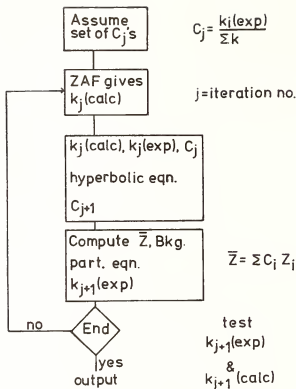 Assume
set of Cj's
Cj = ki(exp) / Σk
ZAF gives
kj(calc)
j=iteration no.
kj(calc), kj(exp), Cj
hyperbolic eqn.
Cj+1
Compute Z̅, Bkg.
part. eqn.
kj+1(exp)
Z̅ = ΣCi Zi
no
End
yes
output
test
kj+1(exp)
&
kj+1(calc)